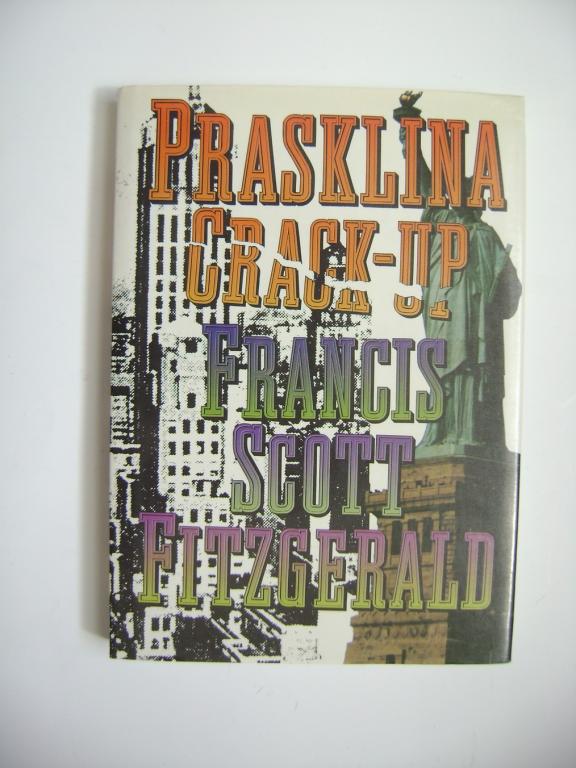 PRASKLINA
CRACK-UP
FRANCIS
SCOTT
FITZGERALD